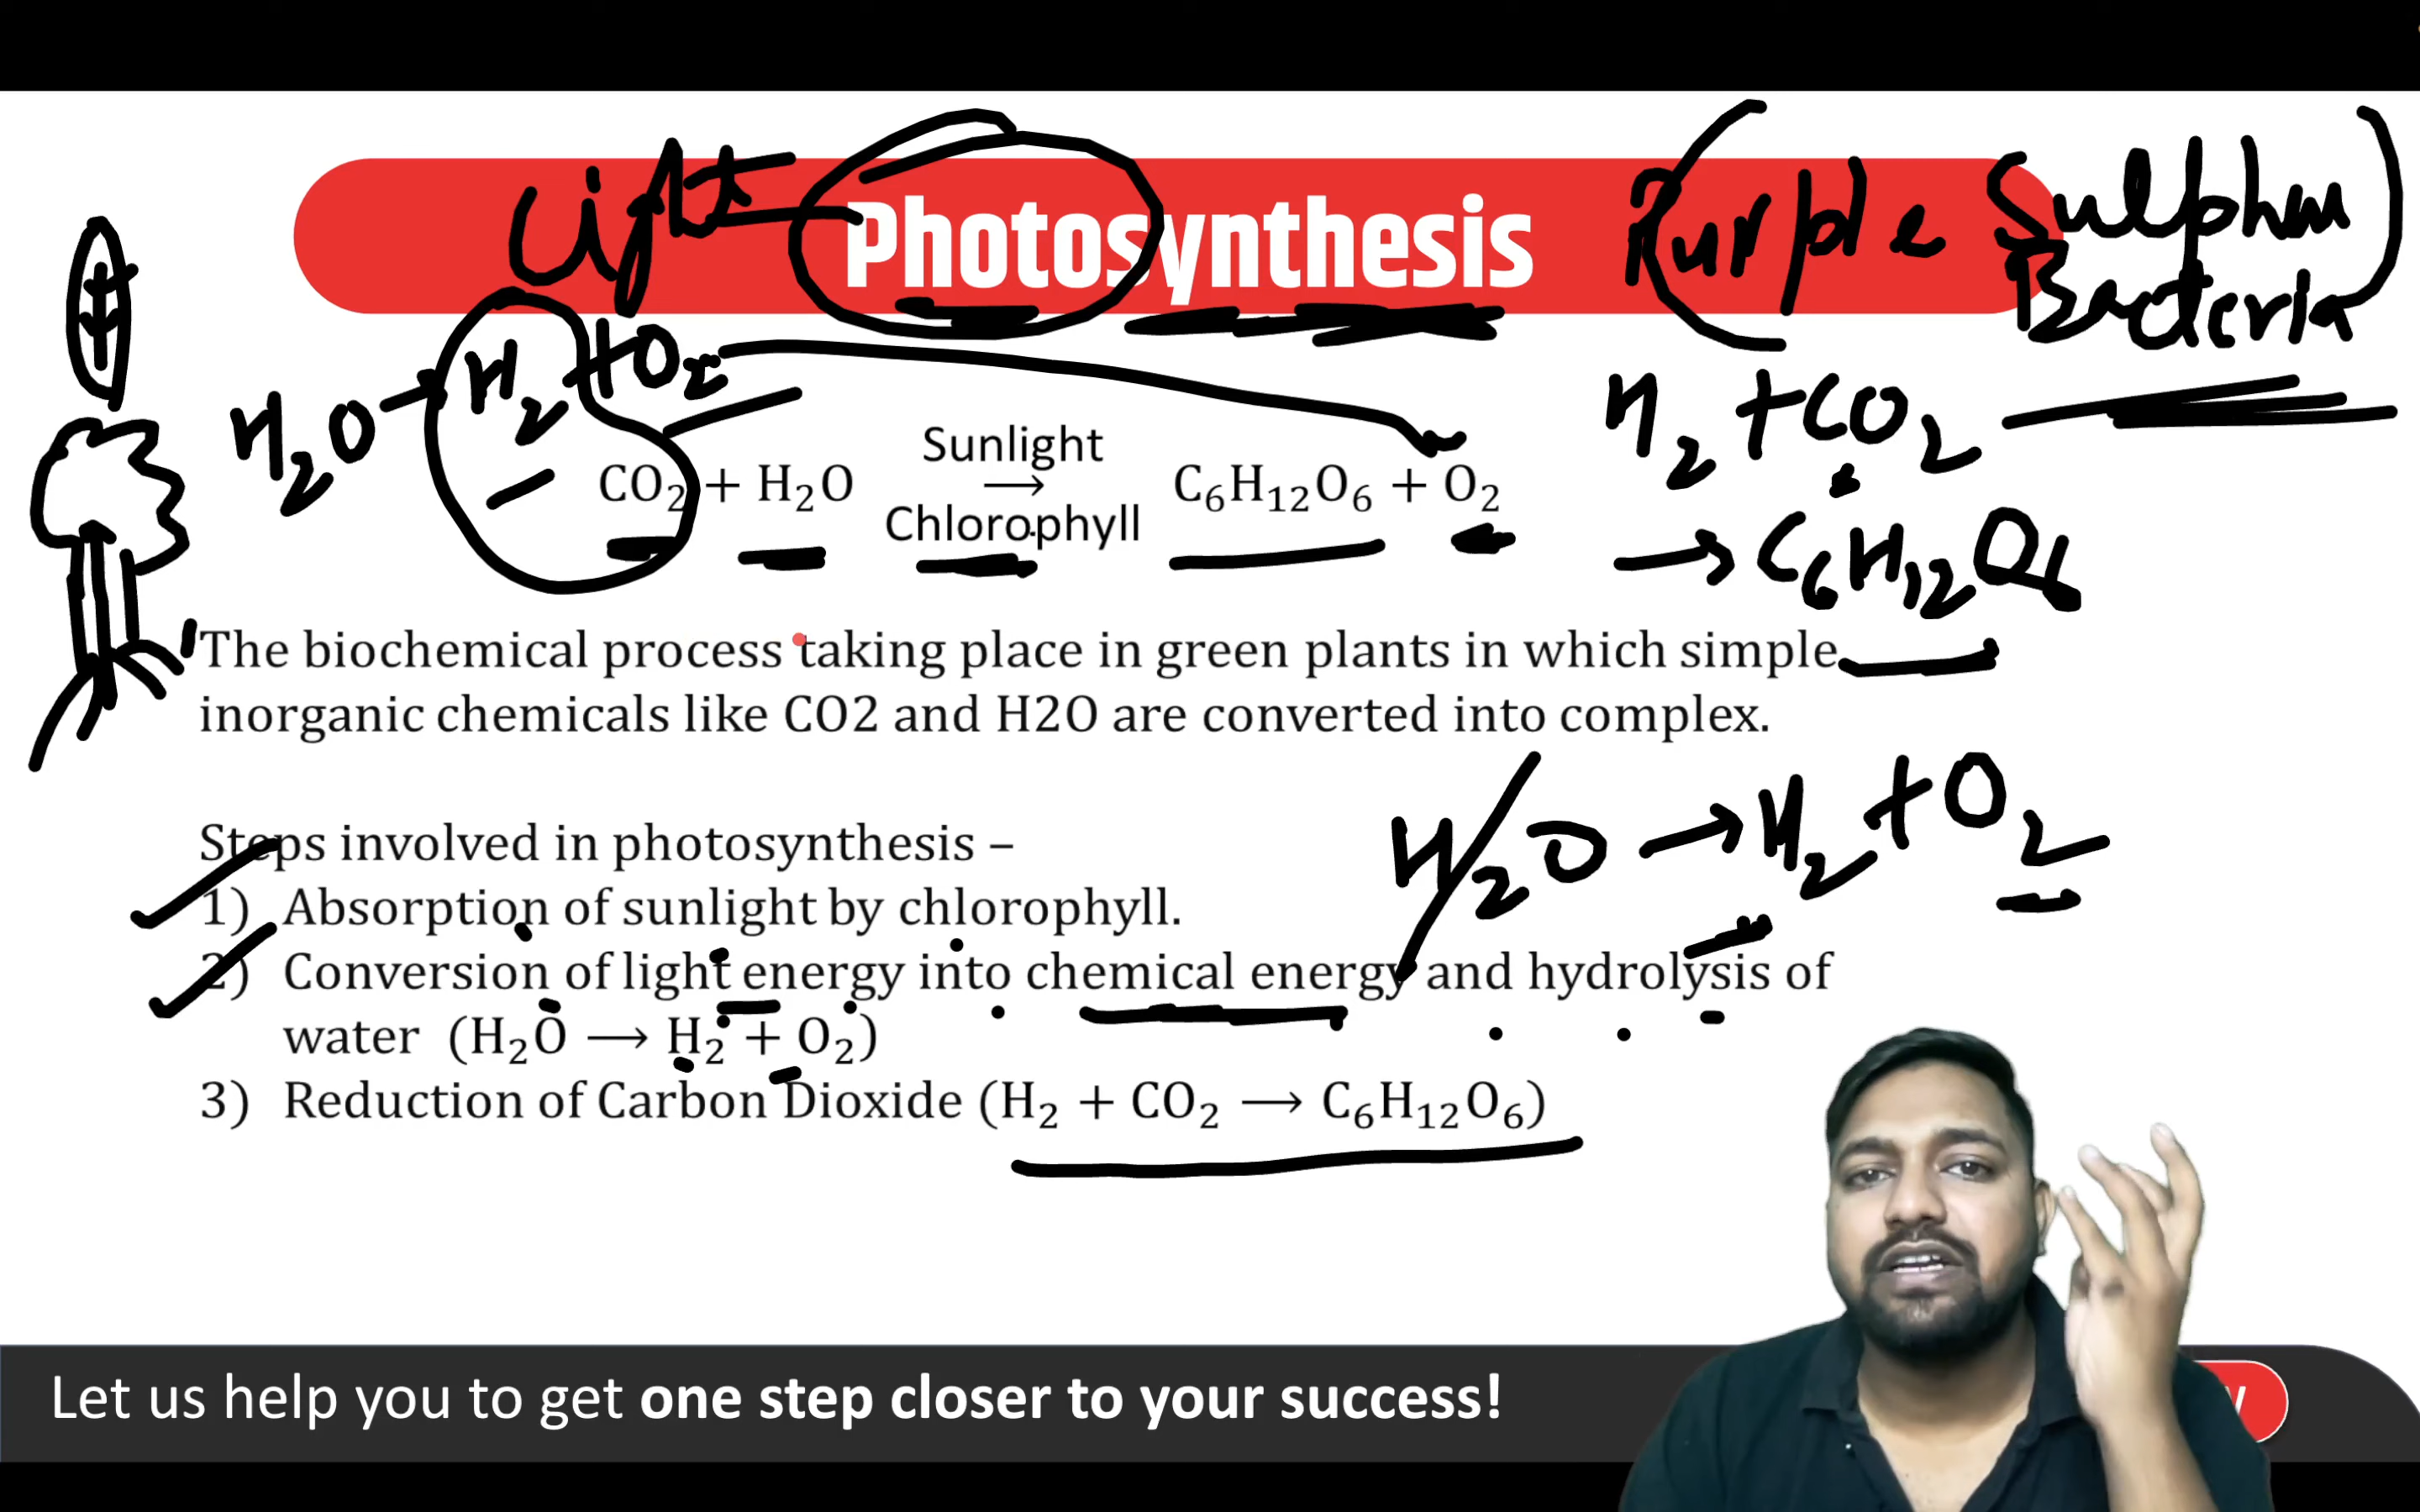 Light
Photosynthesis
Purple Sulphur
Bacteria
H₂O → H₂ + O₂
H₂ + CO₂
→ C₆H₁₂O₆
Sunlight
CO₂ + H₂O → C₆H₁₂O₆ + O₂
Chlorophyll
The biochemical process taking place in green plants in which simple
inorganic chemicals like CO2 and H2O are converted into complex.
H₂O → H₂ + O₂
Steps involved in photosynthesis –
1) Absorption of sunlight by chlorophyll.
2) Conversion of light energy into chemical energy and hydrolysis of
water (H₂O → H₂ + O₂)
3) Reduction of Carbon Dioxide (H₂ + CO₂ → C₆H₁₂O₆)
Let us help you to get one step closer to your success!